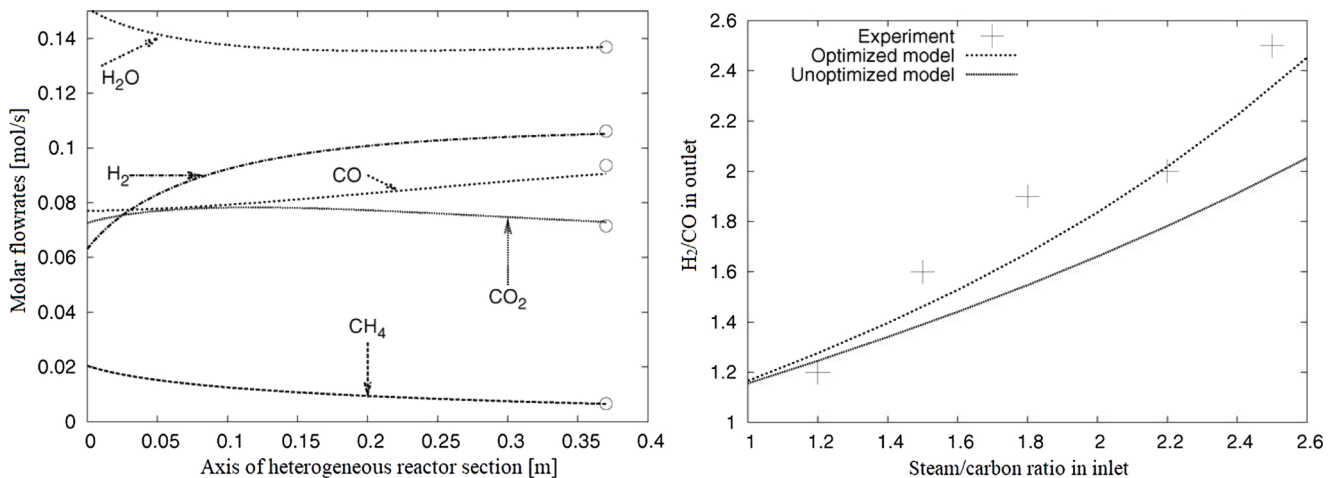 0.14
0.12
0.1
0.08
0.06
0.04
0.02
0
Molar flowrates [mol/s]
H2O
H2
CO
CO2
CH4
0 0.05 0.1 0.15 0.2 0.25 0.3 0.35 0.4
Axis of heterogeneous reactor section [m]
2.6
2.4
2.2
2
1.8
1.6
1.4
1.2
1
H2/CO in outlet
Experiment
Optimized model
Unoptimized model
1 1.2 1.4 1.6 1.8 2 2.2 2.4 2.6
Steam/carbon ratio in inlet